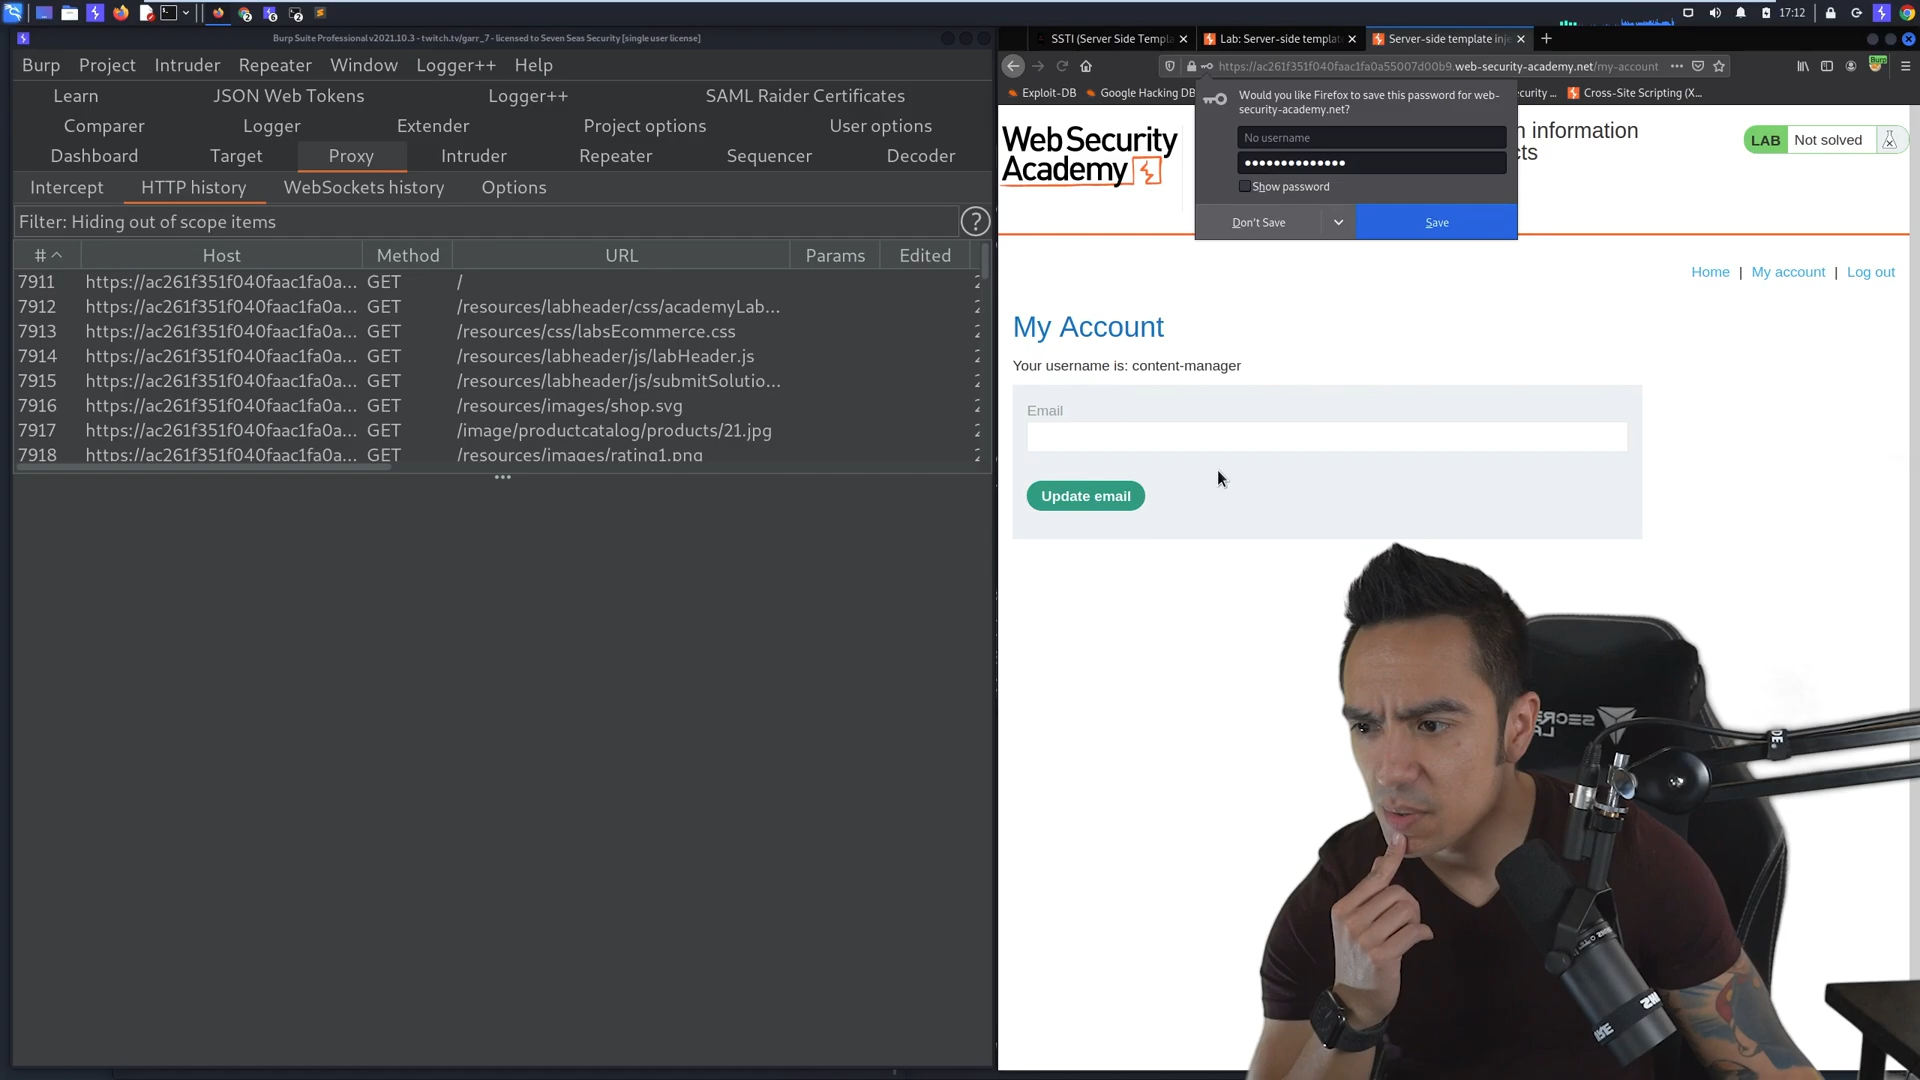 17:12
Burp Suite Professional v2021.10.3 - twitch.tv/garr_7 - licensed to Seven Seas Security [single user license]
Burp Project Intruder Repeater Window Logger++ Help
Learn JSON Web Tokens Logger++ SAML Raider Certificates
Comparer Logger Extender Project options User options
Dashboard Target Proxy Intruder Repeater Sequencer Decoder
Intercept HTTP history WebSockets history Options
Filter: Hiding out of scope items ?
# Host Method URL Params Edited
7911 https://ac261f351f040faac1fa0a... GET /
7912 https://ac261f351f040faac1fa0a... GET /resources/labheader/css/academyLab...
7913 https://ac261f351f040faac1fa0a... GET /resources/css/labsEcommerce.css
7914 https://ac261f351f040faac1fa0a... GET /resources/labheader/js/labHeader.js
7915 https://ac261f351f040faac1fa0a... GET /resources/labheader/js/submitSolutio...
7916 https://ac261f351f040faac1fa0a... GET /resources/images/shop.svg
7917 https://ac261f351f040faac1fa0a... GET /image/productcatalog/products/21.jpg
7918 https://ac261f351f040faac1fa0a... GET /resources/images/rating1.png
SSTI (Server Side Templa Lab: Server-side templat Server-side template inje
https://ac261f351f040faac1fa0a55007d00b9.web-security-academy.net/my-account
Burp
Exploit-DB Google Hacking DB ecurity ... Cross-Site Scripting (X...
Would you like Firefox to save this password for web-
security-academy.net?
No username
Show password
Don't Save Save
Web Security
Academy
n information
cts
LAB Not solved
Home | My account | Log out
My Account
Your username is: content-manager
Email
Update email